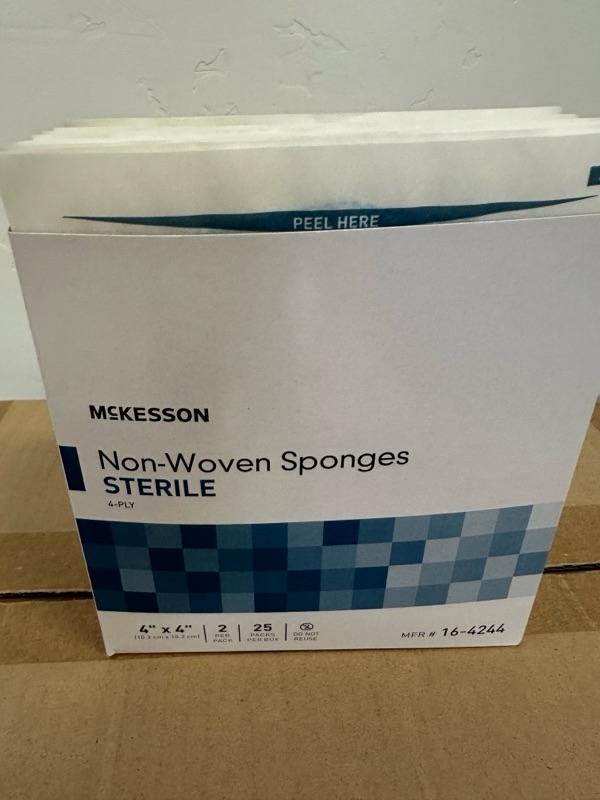 PEEL HERE
McKESSON
Non-Woven Sponges
STERILE
4-PLY
4" x 4"
(10.2 cm x 10.2 cm)
2
PER
PACK
25
PACKS
PER BOX
DO NOT
REUSE
MFR # 16-4244